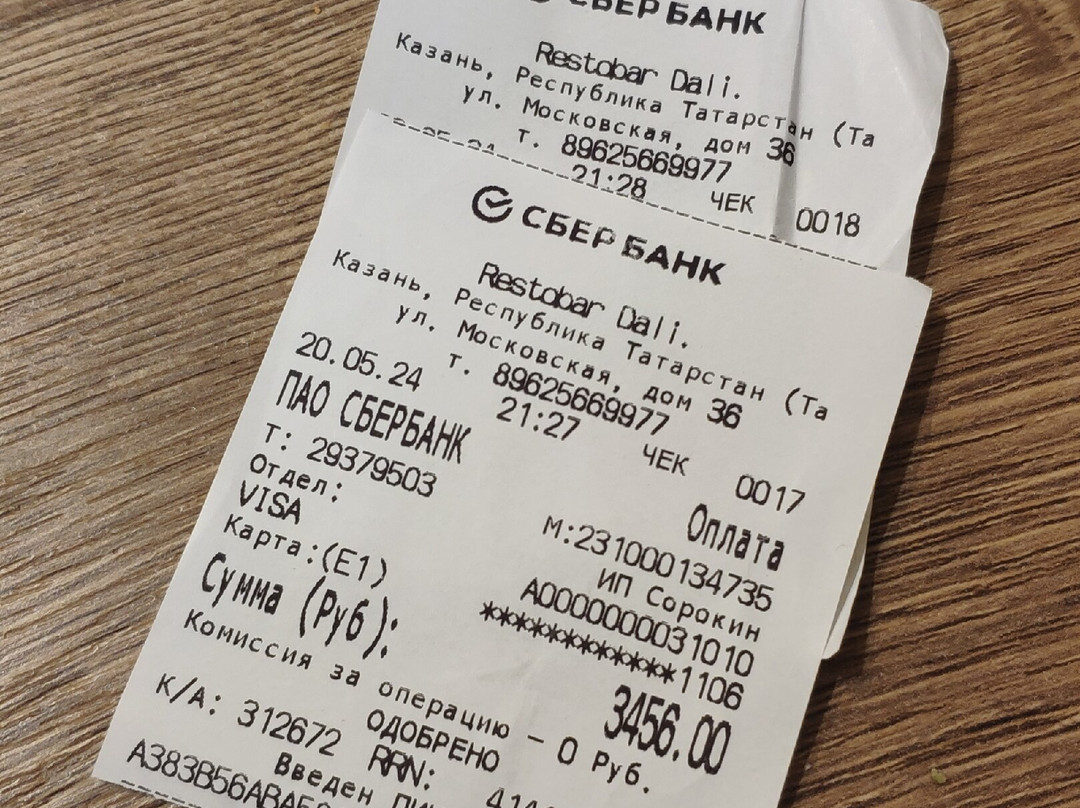 СБЕРБАНК
Restobar Dali.
Казань, Республика Татарстан (Та
ул. Московская, дом 36
т. 89625669977
21:28 ЧЕК 0018
СБЕРБАНК
Restobar Dali.
Казань, Республика Татарстан (Та
ул. Московская, дом 36
т. 89625669977
20.05.24 21:27 ЧЕК 0017
ПАО СБЕРБАНК Оплата
Т: 29379503 М:231000134735
Отдел: ИП Сорокин
VISA A0000000031010
Карта:(E1) ************1106
Сумма (Руб): 3456.00
Комиссия за операцию – 0 Руб.
ОДОБРЕНО
К/А: 312672 RRN:
Введен